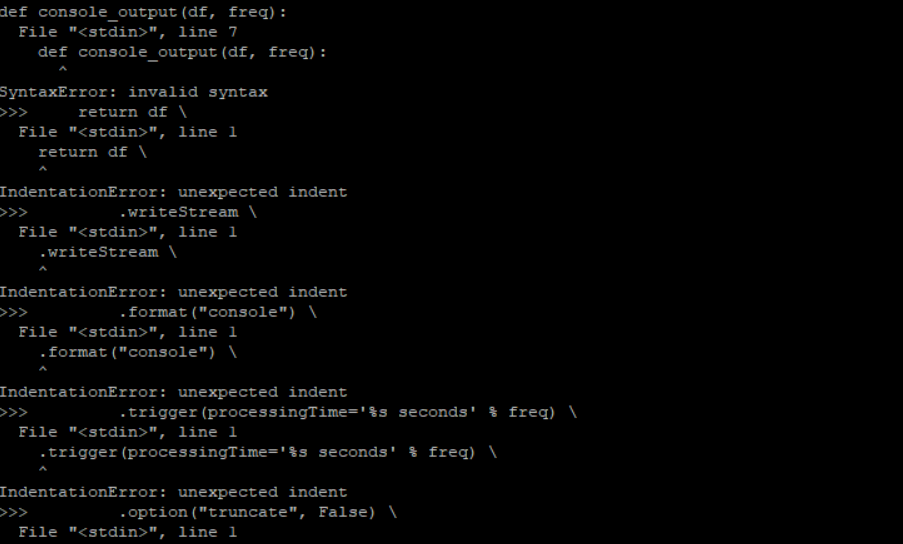 def console_output(df, freq):
  File "<stdin>", line 7
    def console_output(df, freq):
      ^
SyntaxError: invalid syntax
>>>     return df \
  File "<stdin>", line 1
    return df \
    ^
IndentationError: unexpected indent
>>>         .writeStream \
  File "<stdin>", line 1
    .writeStream \
    ^
IndentationError: unexpected indent
>>>         .format("console") \
  File "<stdin>", line 1
    .format("console") \
    ^
IndentationError: unexpected indent
>>>         .trigger(processingTime='%s seconds' % freq) \
  File "<stdin>", line 1
    .trigger(processingTime='%s seconds' % freq) \
    ^
IndentationError: unexpected indent
>>>         .option("truncate", False) \
  File "<stdin>", line 1